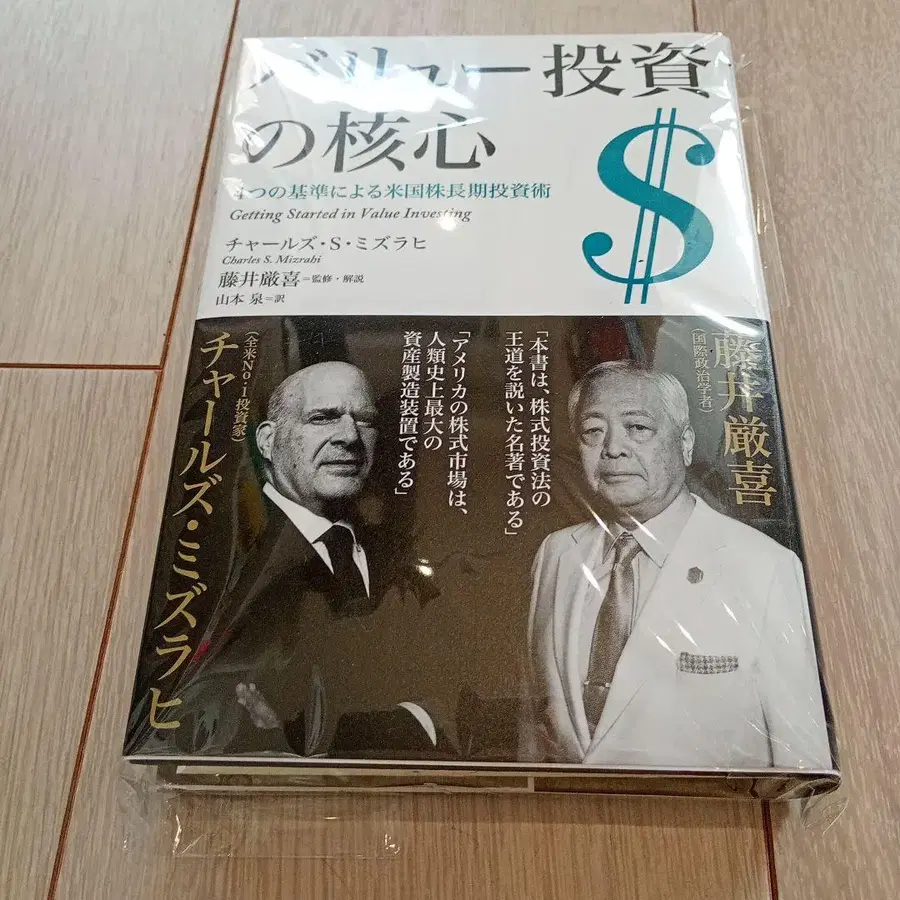 バリュー投資
の核心
4つの基準による米国株長期投資術
Getting Started in Value Investing
チャールズ・S・ミズラヒ
Charles S. Mizrahi
藤井厳喜=監修・解説
山本 泉=訳
$
藤井厳喜
(国際政治学者)
「本書は、株式投資法の
王道を説いた名著である」
「アメリカの株式市場は、
人類史上最大の
資産製造装置である」
(全米No.1投資家)
チャールズ・ミズラヒ